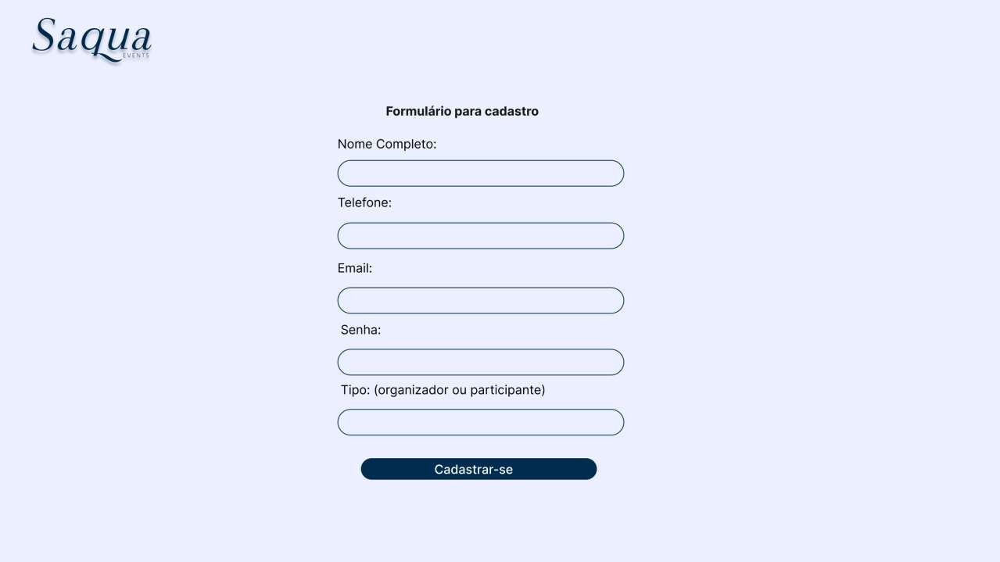 Saqua
EVENTS
Formulário para cadastro
Nome Completo:
Telefone:
Email:
Senha:
Tipo: (organizador ou participante)
Cadastrar-se